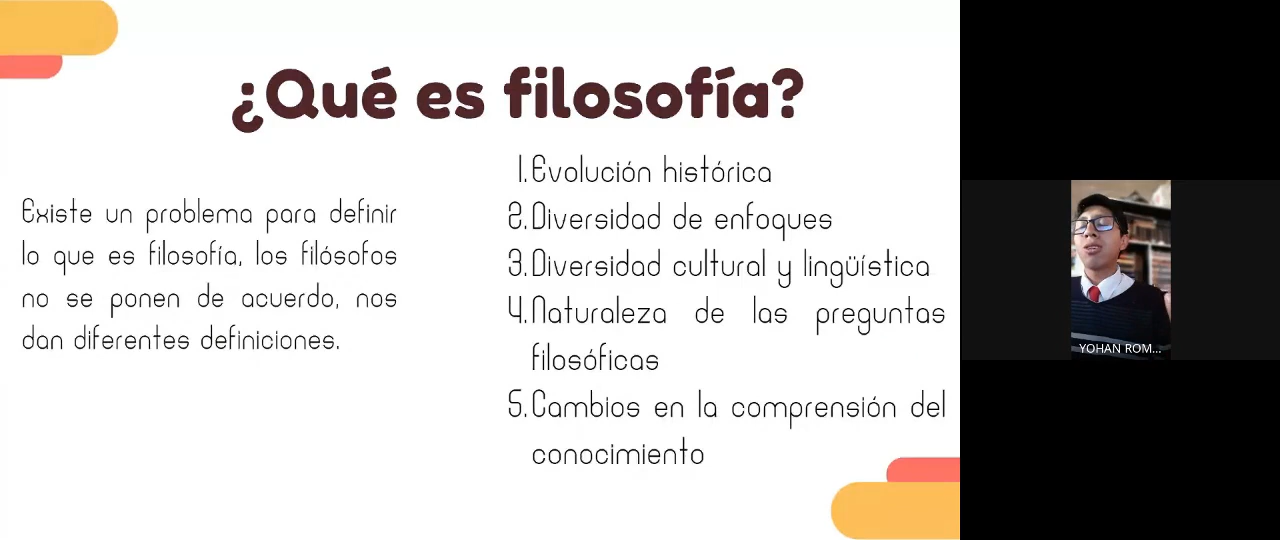 ¿Qué es filosofía?
Existe un problema para definir
lo que es filosofía, los filósofos
no se ponen de acuerdo, nos
dan diferentes definiciones.
1.Evolución histórica
2.Diversidad de enfoques
3.Diversidad cultural y lingüística
4.Naturaleza de las preguntas
filosóficas
5.Cambios en la comprensión del
conocimiento
YOHAN ROM...